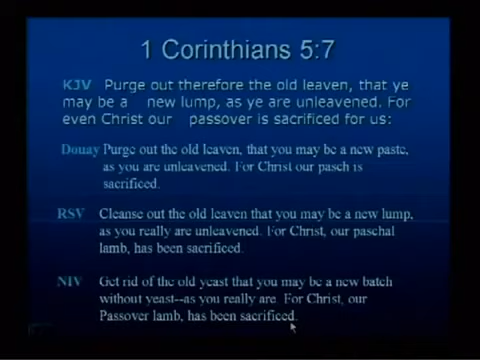 1 Corinthians 5:7
KJV Purge out therefore the old leaven, that ye
may be a new lump, as ye are unleavened. For
even Christ our passover is sacrificed for us:
Douay Purge out the old leaven, that you may be a new paste,
as you are unleavened. For Christ our pasch is
sacrificed.
RSV Cleanse out the old leaven that you may be a new lump,
as you really are unleavened. For Christ, our paschal
lamb, has been sacrificed.
NIV Get rid of the old yeast that you may be a new batch
without yeast--as you really are. For Christ, our
Passover lamb, has been sacrificed.